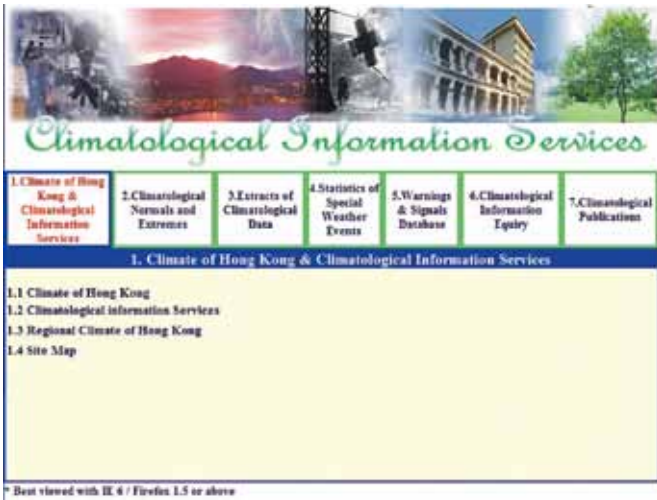 Climatological Information Services
1.Climate of Hong
Kong &
Climatological
Information
Services
2.Climatological
Normals and
Extremes
3.Extracts of
Climatological
Data
4.Statistics of
Special
Weather
Events
5.Warnings
& Signals
Database
6.Climatological
Information
Equiry
7.Climatological
Publications
1. Climate of Hong Kong & Climatological Information Services
1.1 Climate of Hong Kong
1.2 Climatological information Services
1.3 Regional Climate of Hong Kong
1.4 Site Map
* Best viewed with IE 6 / Firefox 1.5 or above